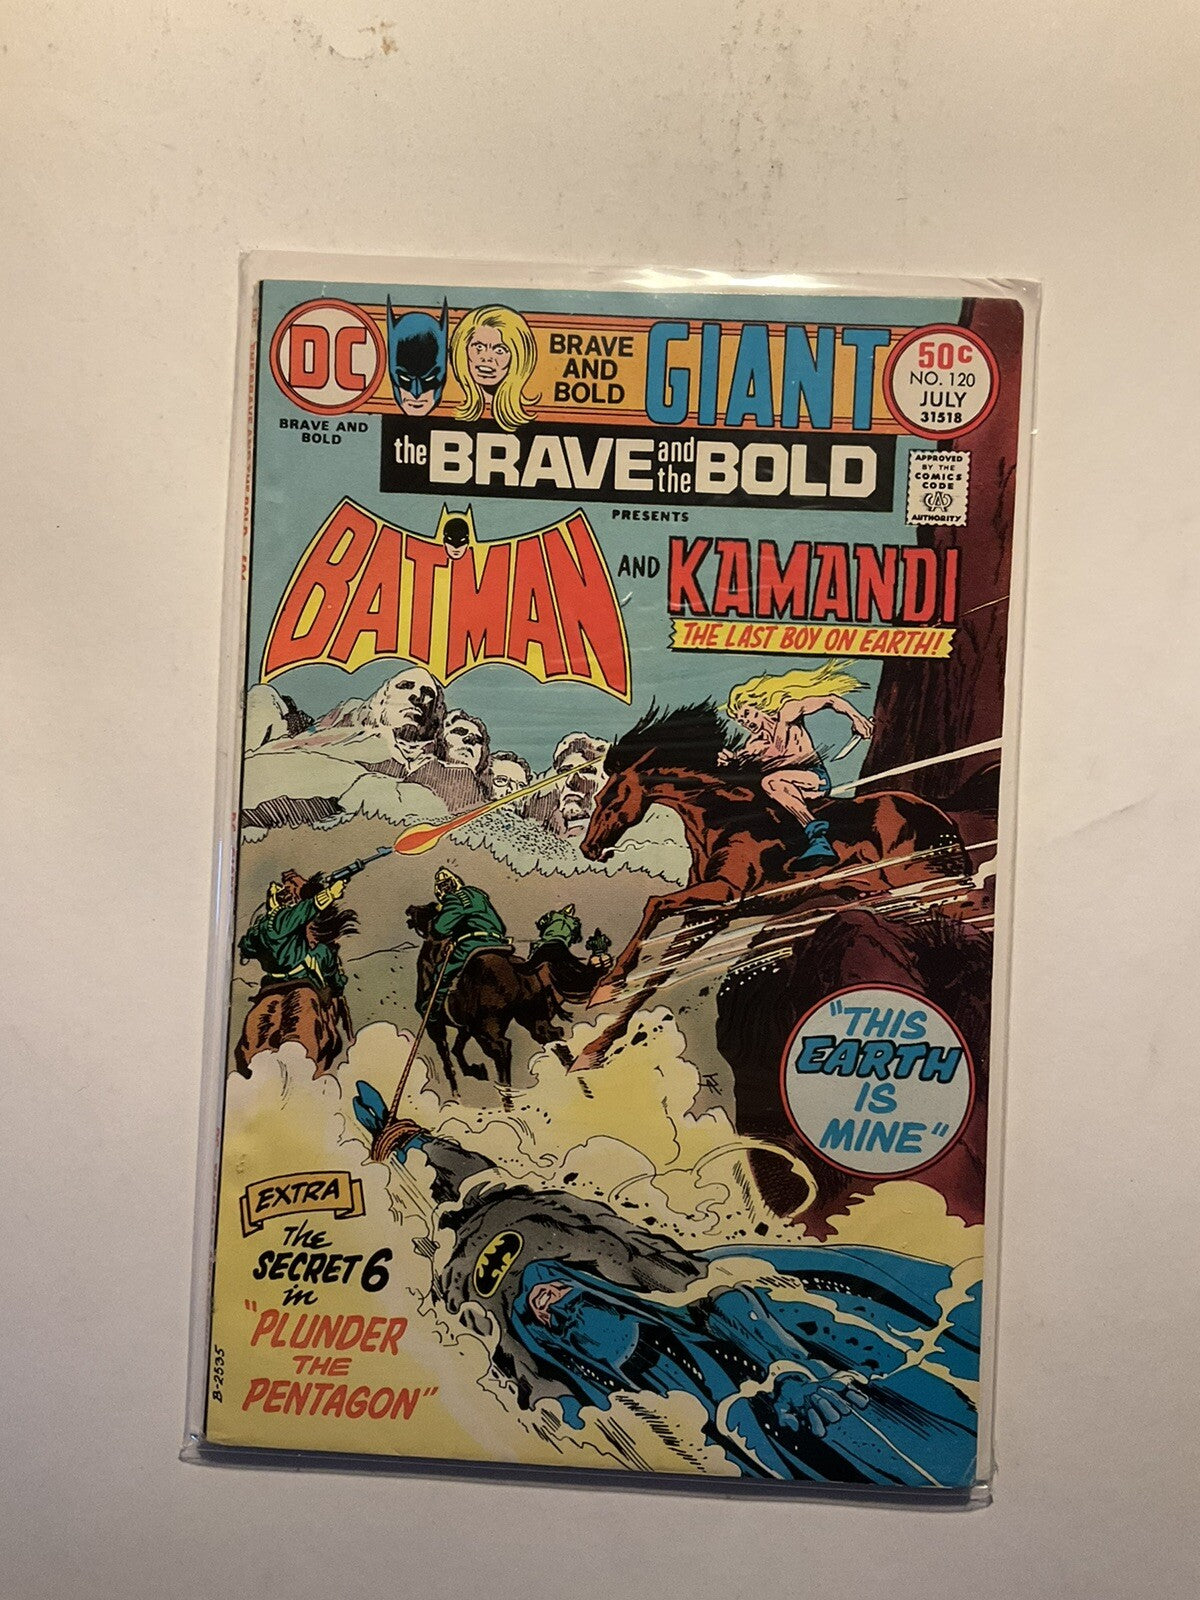 DC
BRAVE AND
BOLD
BRAVE
AND
BOLD
GIANT
50¢
NO. 120
JULY
31518
the BRAVE and the BOLD
APPROVED
BY THE
COMICS
CODE
AUTHORITY
PRESENTS
BATMAN
AND KAMANDI
THE LAST BOY ON EARTH!
"THIS
EARTH
IS
MINE"
EXTRA
The
SECRET 6
in
"PLUNDER
THE
PENTAGON"
B-2535